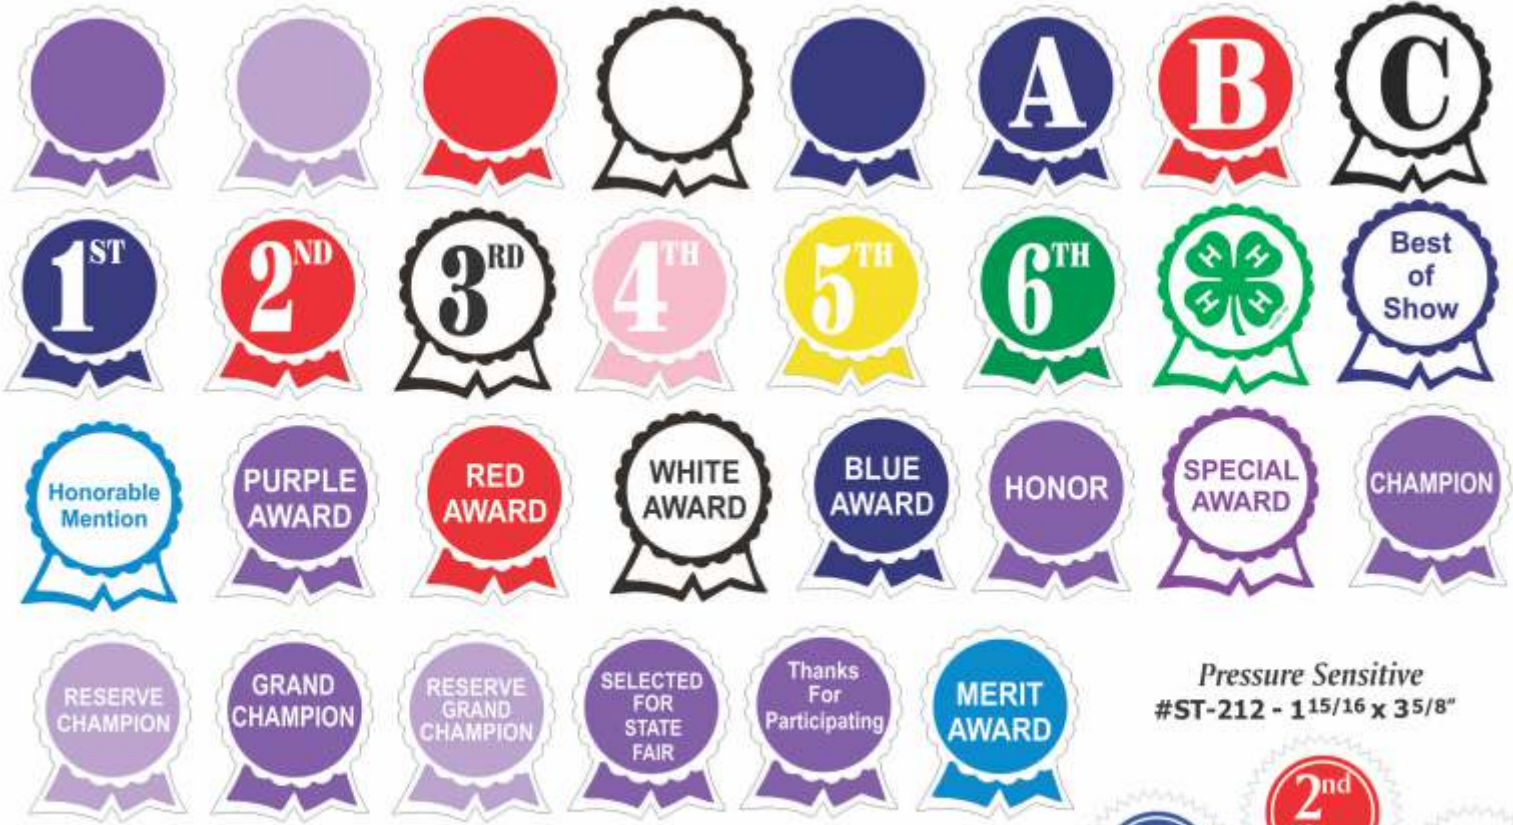 A
B
C
1ST
2ND
3RD
4TH
5TH
6TH
H H
H H
Best
of
Show
Honorable
Mention
PURPLE
AWARD
RED
AWARD
WHITE
AWARD
BLUE
AWARD
HONOR
SPECIAL
AWARD
CHAMPION
RESERVE
CHAMPION
GRAND
CHAMPION
RESERVE
GRAND
CHAMPION
SELECTED
FOR
STATE
FAIR
Thanks
For
Participating
MERIT
AWARD
Pressure Sensitive
#ST-212 - 1 15/16 x 3 5/8"
2nd